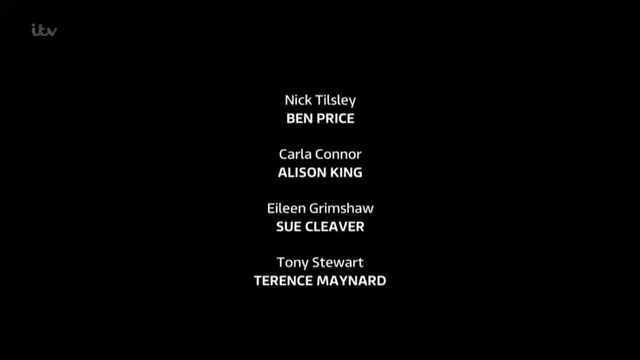 itv
Nick Tilsley
BEN PRICE
Carla Connor
ALISON KING
Eileen Grimshaw
SUE CLEAVER
Tony Stewart
TERENCE MAYNARD